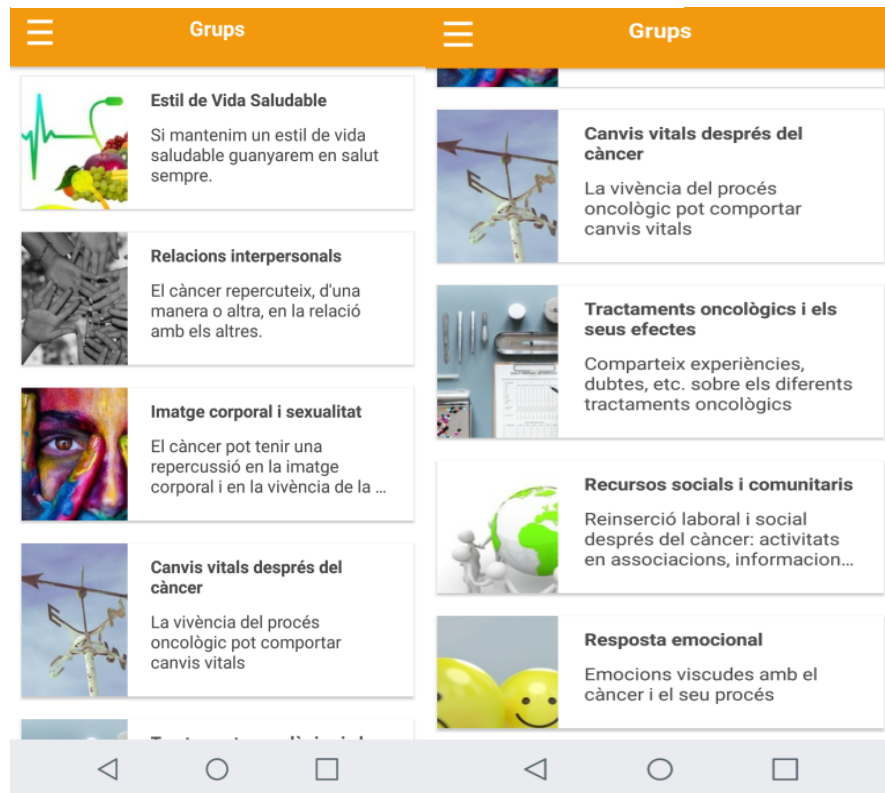 Grups
Estil de Vida Saludable
Si mantenim un estil de vida
saludable guanyarem en salut
sempre.
Relacions interpersonals
El càncer repercuteix, d'una
manera o altra, en la relació
amb els altres.
Imatge corporal i sexualitat
El càncer pot tenir una
repercussió en la imatge
corporal i en la vivència de la ...
Canvis vitals després del
càncer
La vivència del procés
oncològic pot comportar
canvis vitals
Grups
Canvis vitals després del
càncer
La vivència del procés
oncològic pot comportar
canvis vitals
Tractaments oncològics i els
seus efectes
Comparteix experiències,
dubtes, etc. sobre els diferents
tractaments oncològics
Recursos socials i comunitaris
Reinserció laboral i social
després del càncer: activitats
en associacions, informacion...
Resposta emocional
Emocions viscudes amb el
càncer i el seu procés